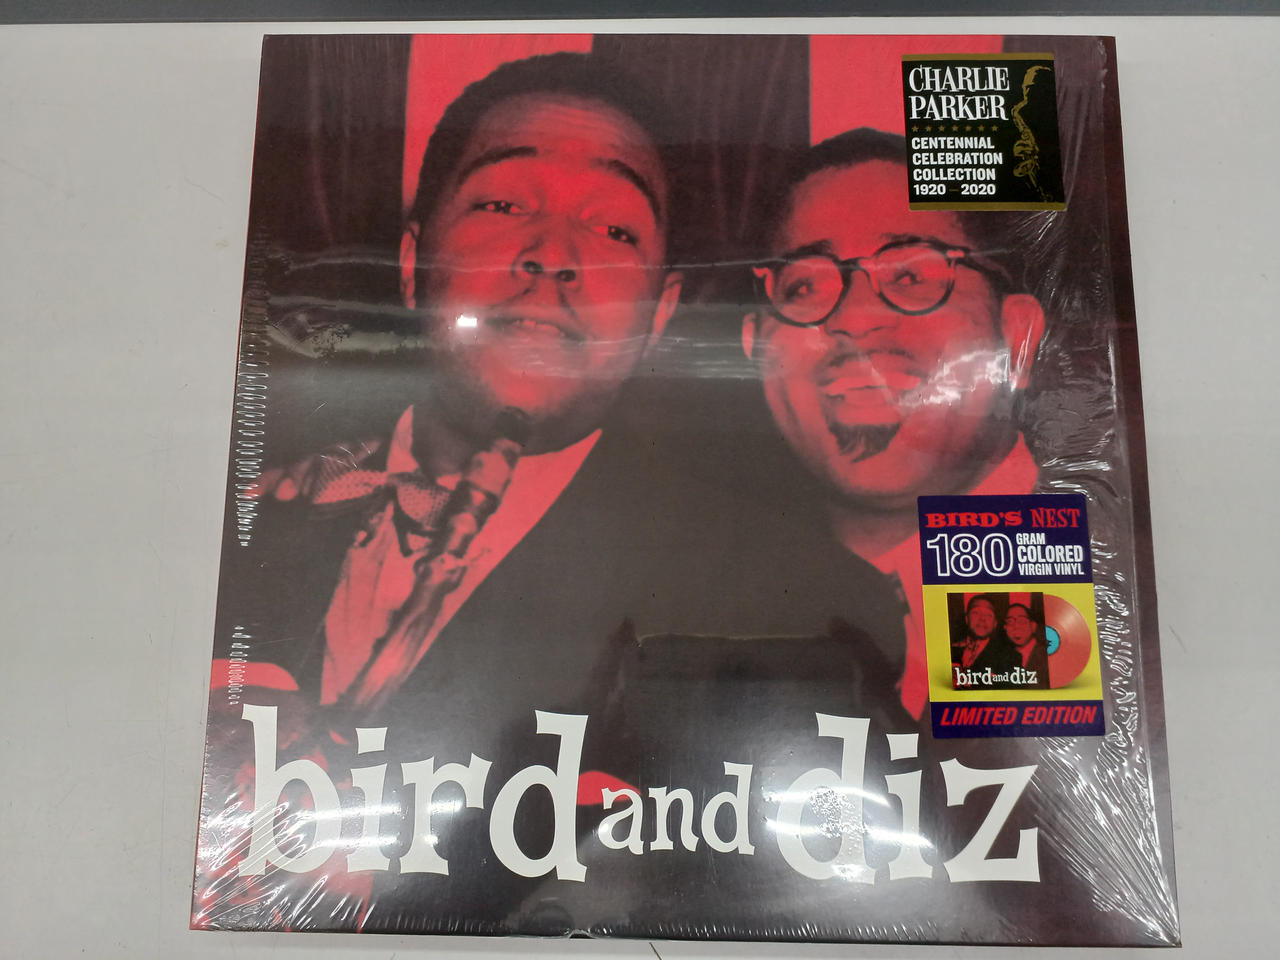 CHARLIE
PARKER
CENTENNIAL
CELEBRATION
COLLECTION
1920 - 2020
BIRD'S NEST
180 GRAM
COLORED
VIRGIN VINYL
bird and diz
LIMITED EDITION
bird and diz